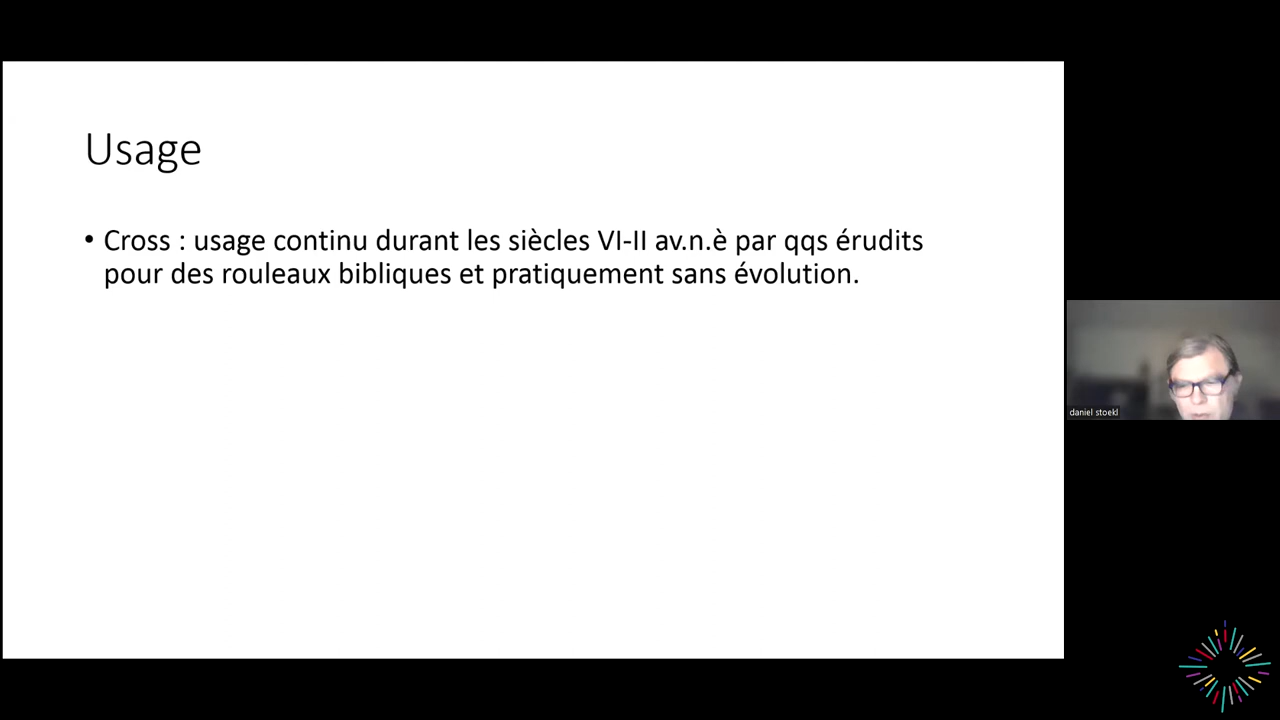 Usage
• Cross : usage continu durant les siècles VI-II av.n.è par qqs érudits
pour des rouleaux bibliques et pratiquement sans évolution.
daniel stoekl